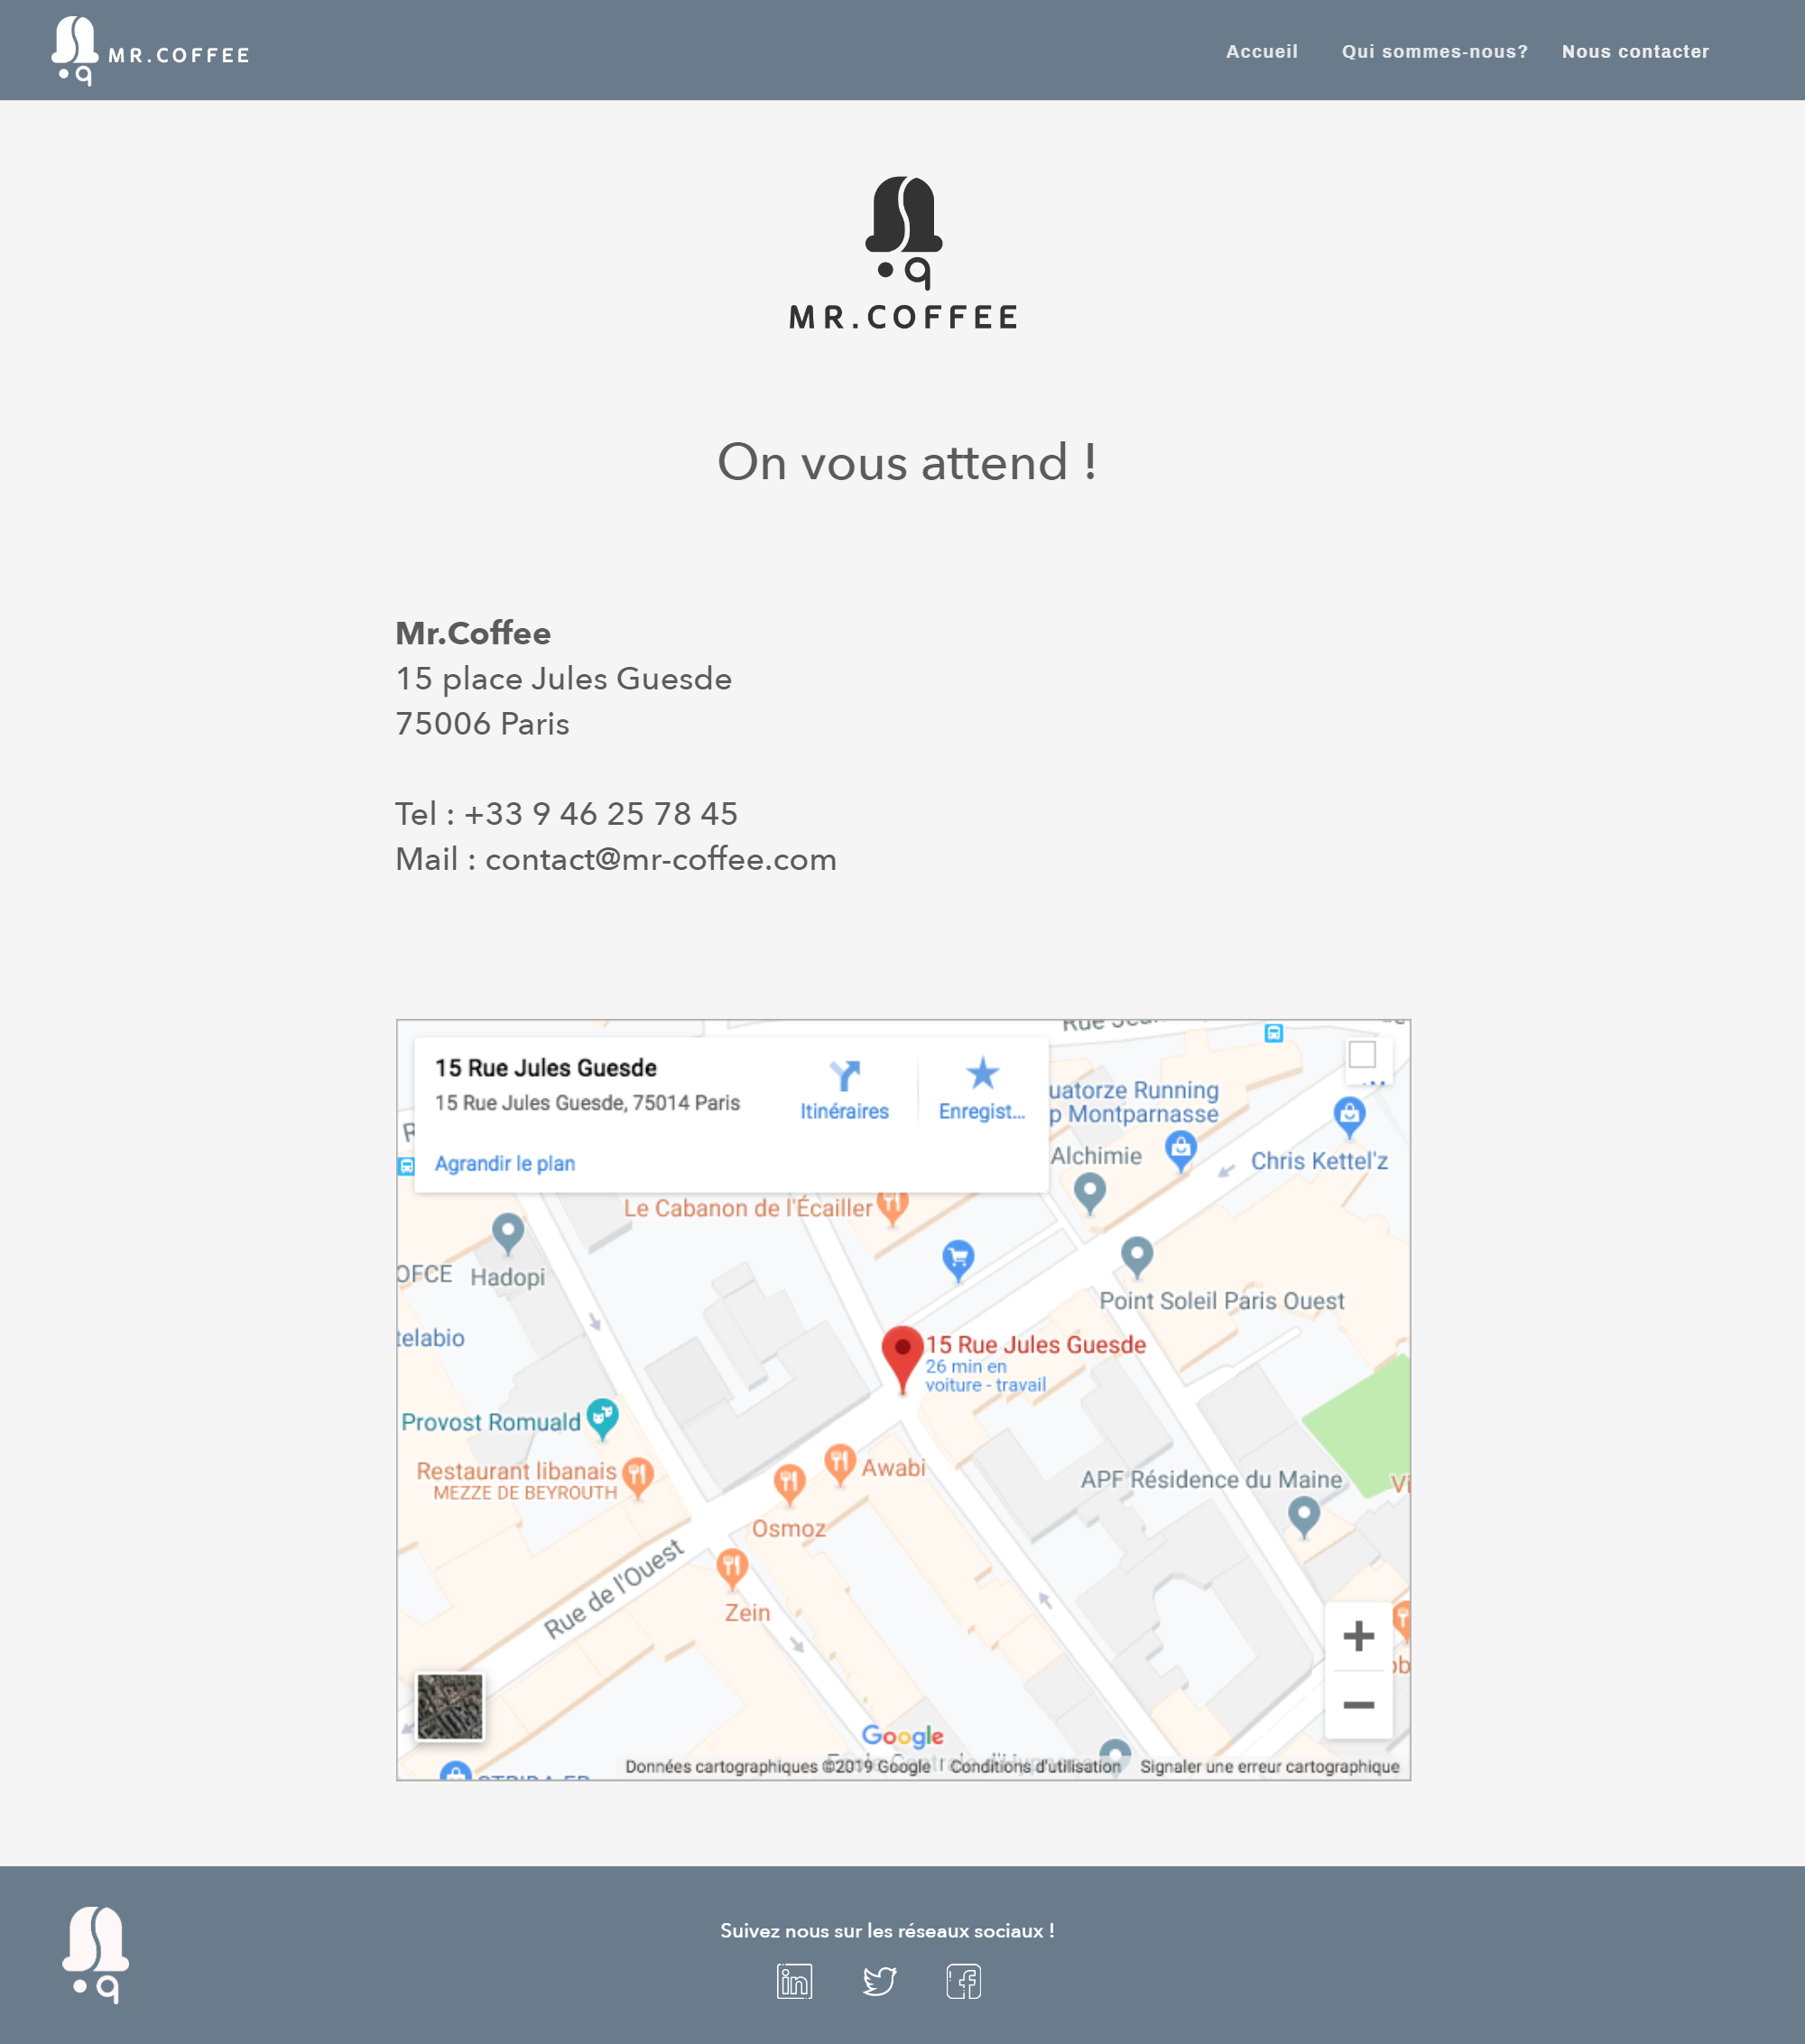 MR.COFFEE
Accueil
Qui sommes-nous?
Nous contacter
MR.COFFEE
On vous attend !
Mr.Coffee
15 place Jules Guesde
75006 Paris
Tel : +33 9 46 25 78 45
Mail : contact@mr-coffee.com
15 Rue Jules Guesde
15 Rue Jules Guesde, 75014 Paris
Itinéraires
Enregist...
Agrandir le plan
uatorze Running
p Montparnasse
Alchimie
Chris Kettel'z
Le Cabanon de l'Écailler
OFCE
Hadopi
Point Soleil Paris Ouest
telabio
15 Rue Jules Guesde
26 min en
voiture - travail
Provost Romuald
Restaurant libanais
MEZZE DE BEYROUTH
Awabi
APF Résidence du Maine
Vi
Osmoz
Rue de l'Ouest
Zein
Google
Données cartographiques ©2019 Google
Conditions d'utilisation
Signaler une erreur cartographique
Suivez nous sur les réseaux sociaux !
in